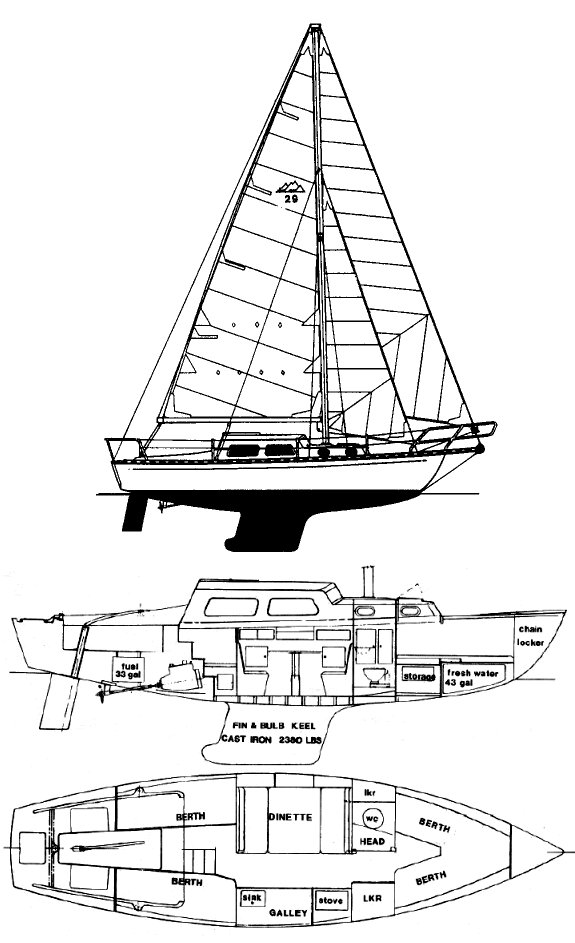 29
chain
locker
fuel
33 gal
storage
fresh water
43 gal
FIN & BULB KEEL
CAST IRON 2380 LBS
lkr
BERTH
DINETTE
wc
BERTH
HEAD
BERTH
BERTH
sink
stove
LKR
GALLEY